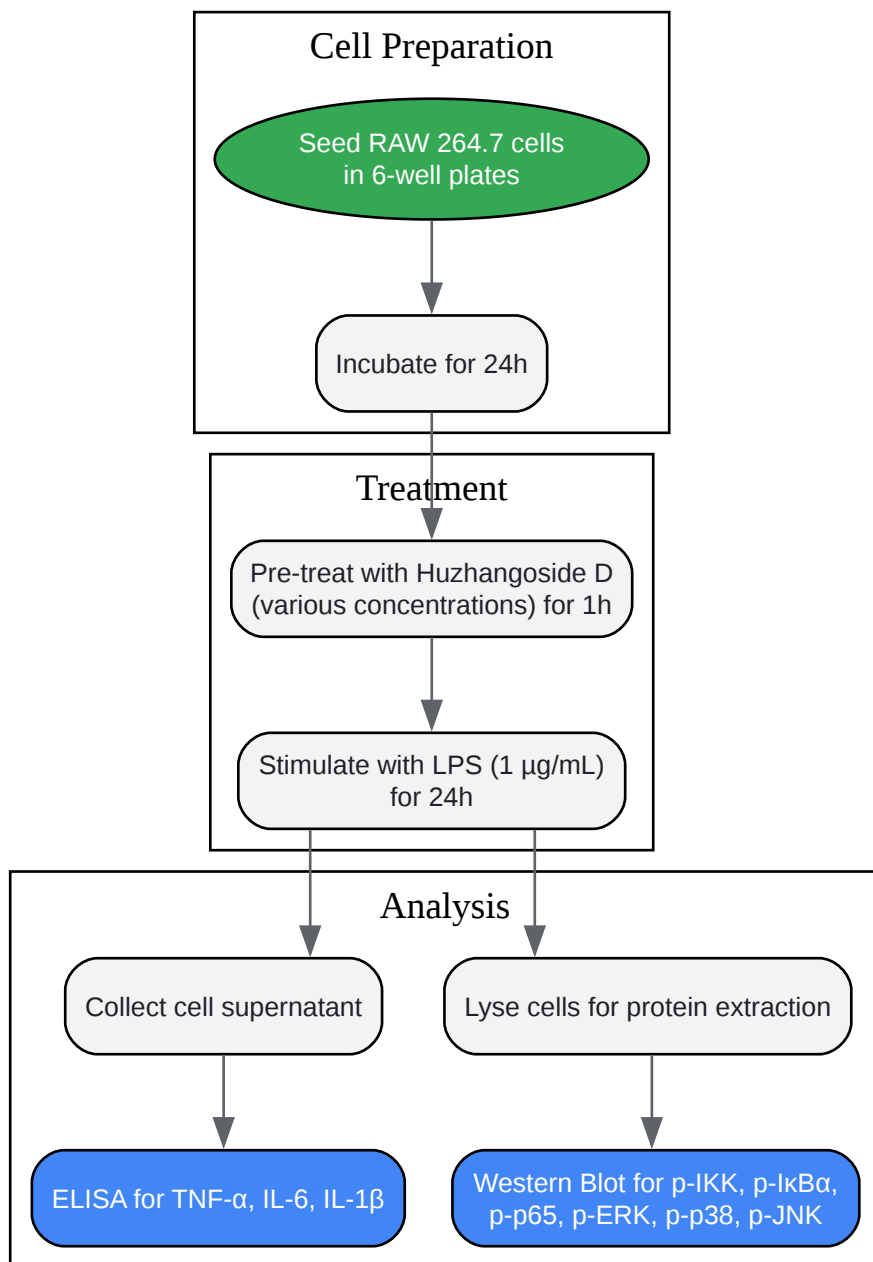 Cell Preparation
Seed RAW 264.7 cells
in 6-well plates
Incubate for 24h
Treatment
Pre-treat with Huzhangoside D
(various concentrations) for 1h
Stimulate with LPS (1 µg/mL)
for 24h
Analysis
Collect cell supernatant
Lyse cells for protein extraction
ELISA for TNF-α, IL-6, IL-1β
Western Blot for p-IKK, p-IκBα,
p-p65, p-ERK, p-p38, p-JNK